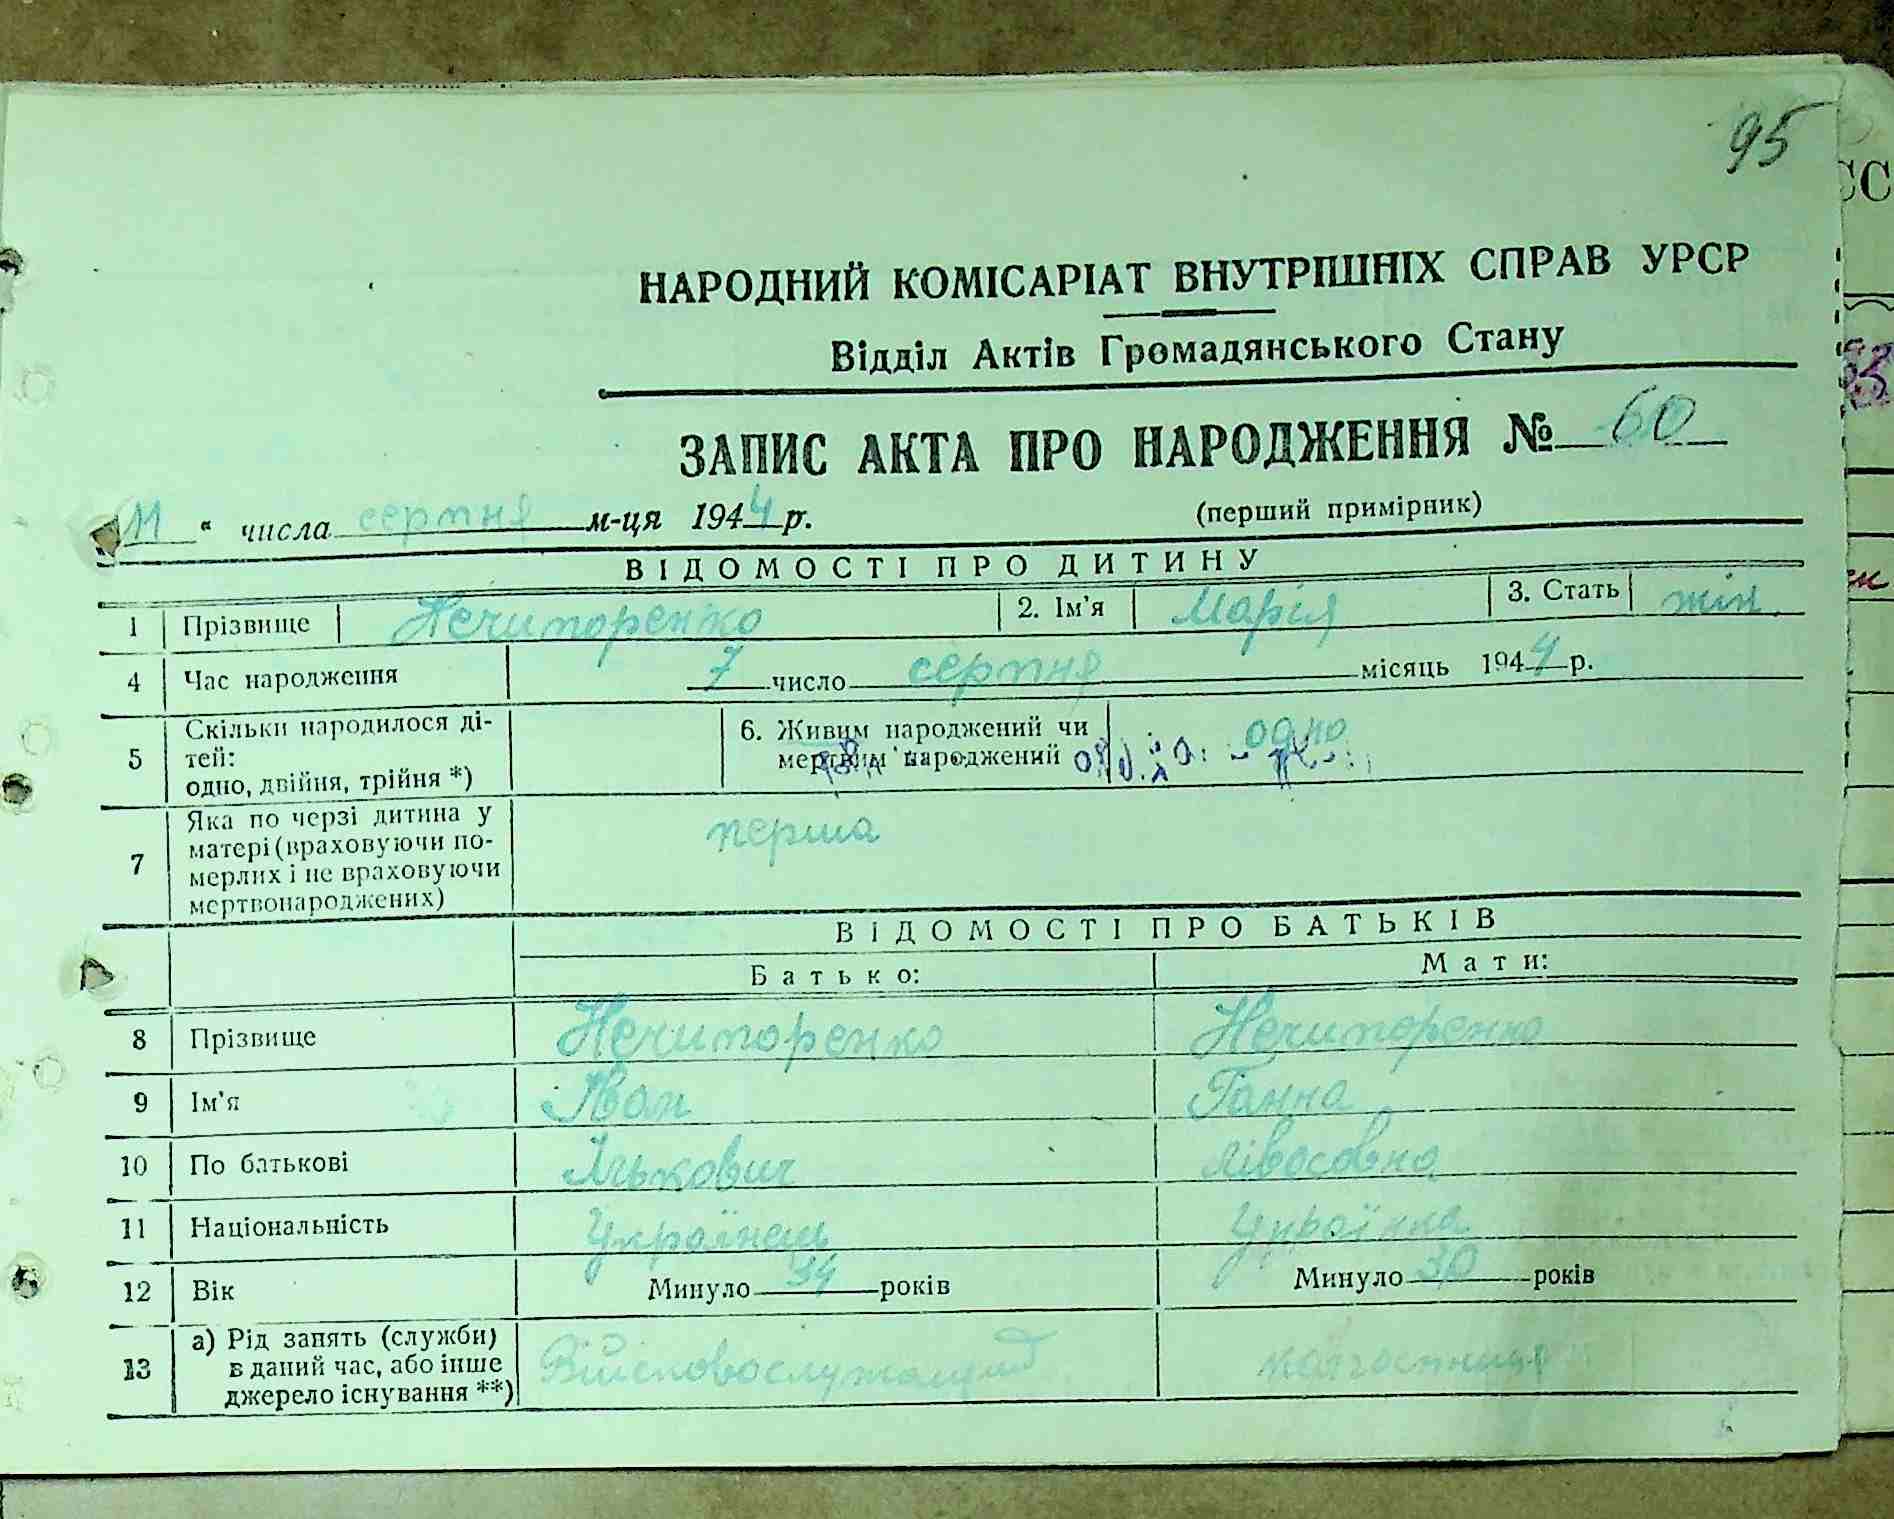 95
НАРОДНИЙ КОМІСАРІАТ ВНУТРІШНІХ СПРАВ УРСР
Відділ Актів Громадянського Стану
ЗАПИС АКТА ПРО НАРОДЖЕННЯ № 60
11 " числа серпня м-ця 1944 р.
(перший примірник)
ВІДОМОСТІ ПРО ДИТИНУ
1 Прізвище Нечипоренко 2. Ім'я Марія 3. Стать жін.
4 Час народження 7 число серпня місяць 1944 р.
5 Скільки народилося ді-
тей:
одно, двійня, трійня *)
6. Живим народжений чи
мертвим народжений
одно
7 Яка по черзі дитина у
матері (враховуючи по-
мерлих і не враховуючи
мертвонароджених)
перша
ВІДОМОСТІ ПРО БАТЬКІВ
Батько: Мати:
8 Прізвище Нечипоренко Нечипоренко
9 Ім'я Іван Ганна
10 По батькові Ількович
11 Національність Українець Українка
12 Вік Минуло 34 років Минуло 30 років
13 а) Рід занять (служби)
в даний час, або інше
джерело існування **)
Військовослужащий колгоспниця